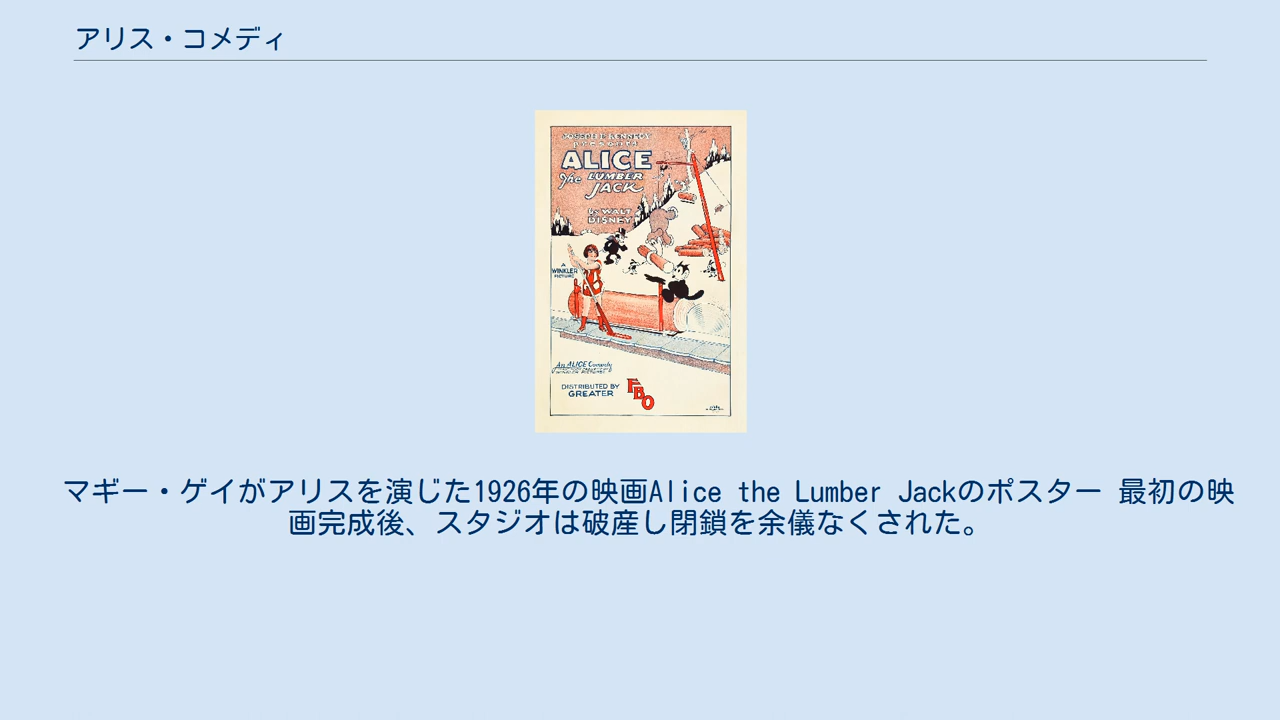 アリス・コメディ
JOSEPH P. KENNEDY
presents
ALICE
The LUMBER
JACK
by WALT
DISNEY
A
WINKLER
PICTURE
An ALICE Comedy
DISTRIBUTED BY
GREATER
FBO
マギー・ゲイがアリスを演じた1926年の映画Alice the Lumber Jackのポスター 最初の映
画完成後、スタジオは破産し閉鎖を余儀なくされた。